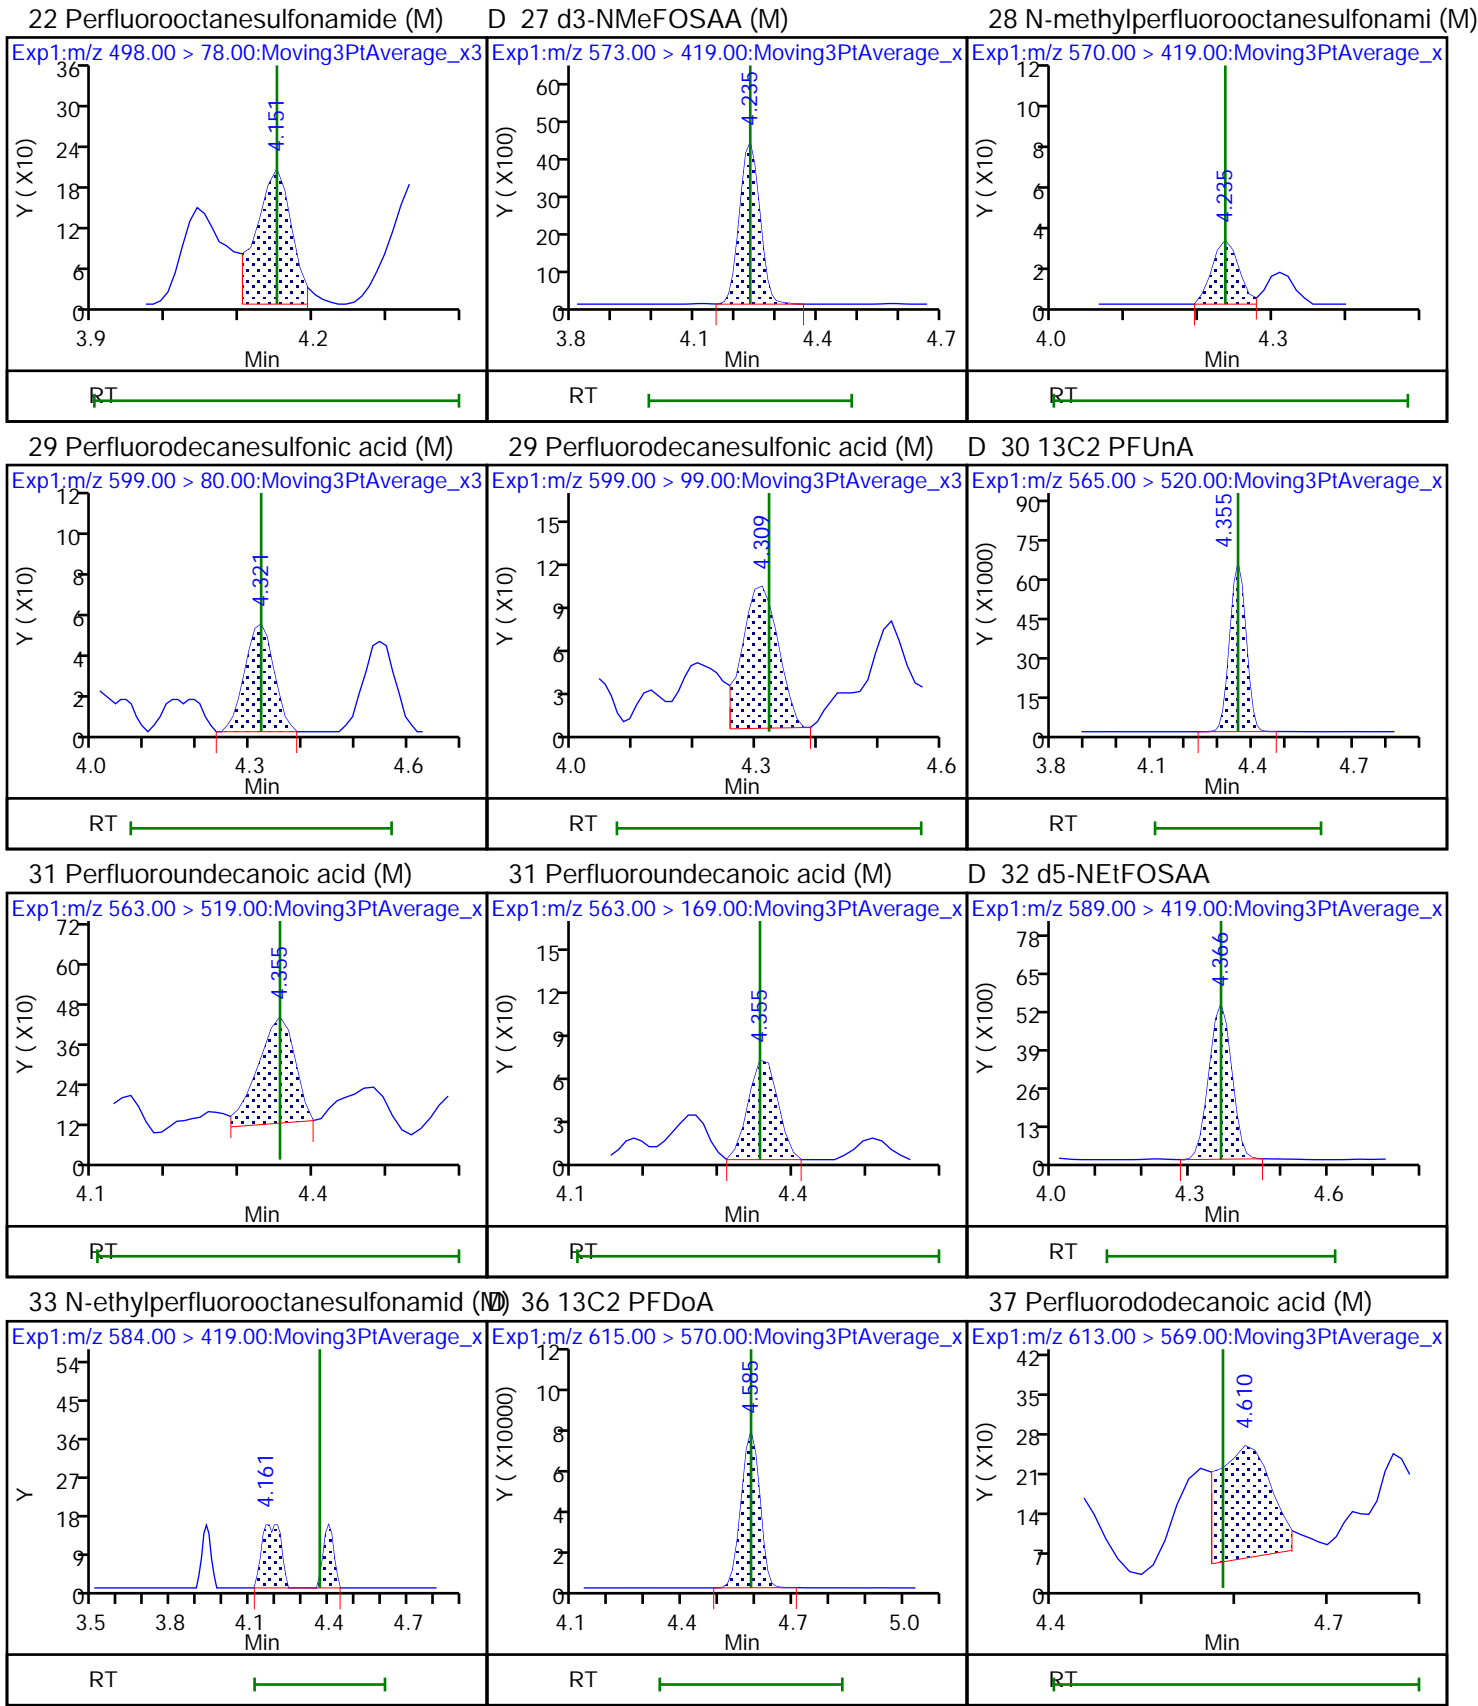 22 Perfluorooctanesulfonamide (M)
Exp1:m/z 498.00 > 78.00:Moving3PtAverage_x3
36
30
24
18
12
6
0
Y ( X10)
4.151
3.9
4.2
Min
RT
D 27 d3-NMeFOSAA (M)
Exp1:m/z 573.00 > 419.00:Moving3PtAverage_x
60
50
40
30
20
10
0
Y ( X100)
4.235
3.8
4.1
4.4
4.7
Min
RT
28 N-methylperfluorooctanesulfonami (M)
Exp1:m/z 570.00 > 419.00:Moving3PtAverage_x
12
10
8
6
4
2
0
Y ( X10)
4.235
4.0
4.3
Min
RT
29 Perfluorodecanesulfonic acid (M)
Exp1:m/z 599.00 > 80.00:Moving3PtAverage_x3
12
10
8
6
4
2
0
Y ( X10)
4.321
4.0
4.3
4.6
Min
RT
29 Perfluorodecanesulfonic acid (M)
Exp1:m/z 599.00 > 99.00:Moving3PtAverage_x3
15
12
9
6
3
0
Y ( X10)
4.309
4.0
4.3
4.6
Min
RT
D 30 13C2 PFUnA
Exp1:m/z 565.00 > 520.00:Moving3PtAverage_x
90
75
60
45
30
15
0
Y ( X1000)
4.355
3.8
4.1
4.4
4.7
Min
RT
31 Perfluoroundecanoic acid (M)
Exp1:m/z 563.00 > 519.00:Moving3PtAverage_x
72
60
48
36
24
12
0
Y ( X10)
4.355
4.1
4.4
Min
RT
31 Perfluoroundecanoic acid (M)
Exp1:m/z 563.00 > 169.00:Moving3PtAverage_x
15
12
9
6
3
0
Y ( X10)
4.355
4.1
4.4
Min
RT
D 32 d5-NEtFOSAA
Exp1:m/z 589.00 > 419.00:Moving3PtAverage_x
78
65
52
39
26
13
0
Y ( X100)
4.366
4.0
4.3
4.6
Min
RT
33 N-ethylperfluorooctanesulfonamid (M)
Exp1:m/z 584.00 > 419.00:Moving3PtAverage_x
54
45
36
27
18
9
0
Y
4.161
3.5
3.8
4.1
4.4
4.7
Min
RT
D 36 13C2 PFDoA
Exp1:m/z 615.00 > 570.00:Moving3PtAverage_x
12
10
8
6
4
2
0
Y ( X10000)
4.585
4.1
4.4
4.7
5.0
Min
RT
37 Perfluorododecanoic acid (M)
Exp1:m/z 613.00 > 569.00:Moving3PtAverage_x
42
35
28
21
14
7
0
Y ( X10)
4.610
4.4
4.7
Min
RT